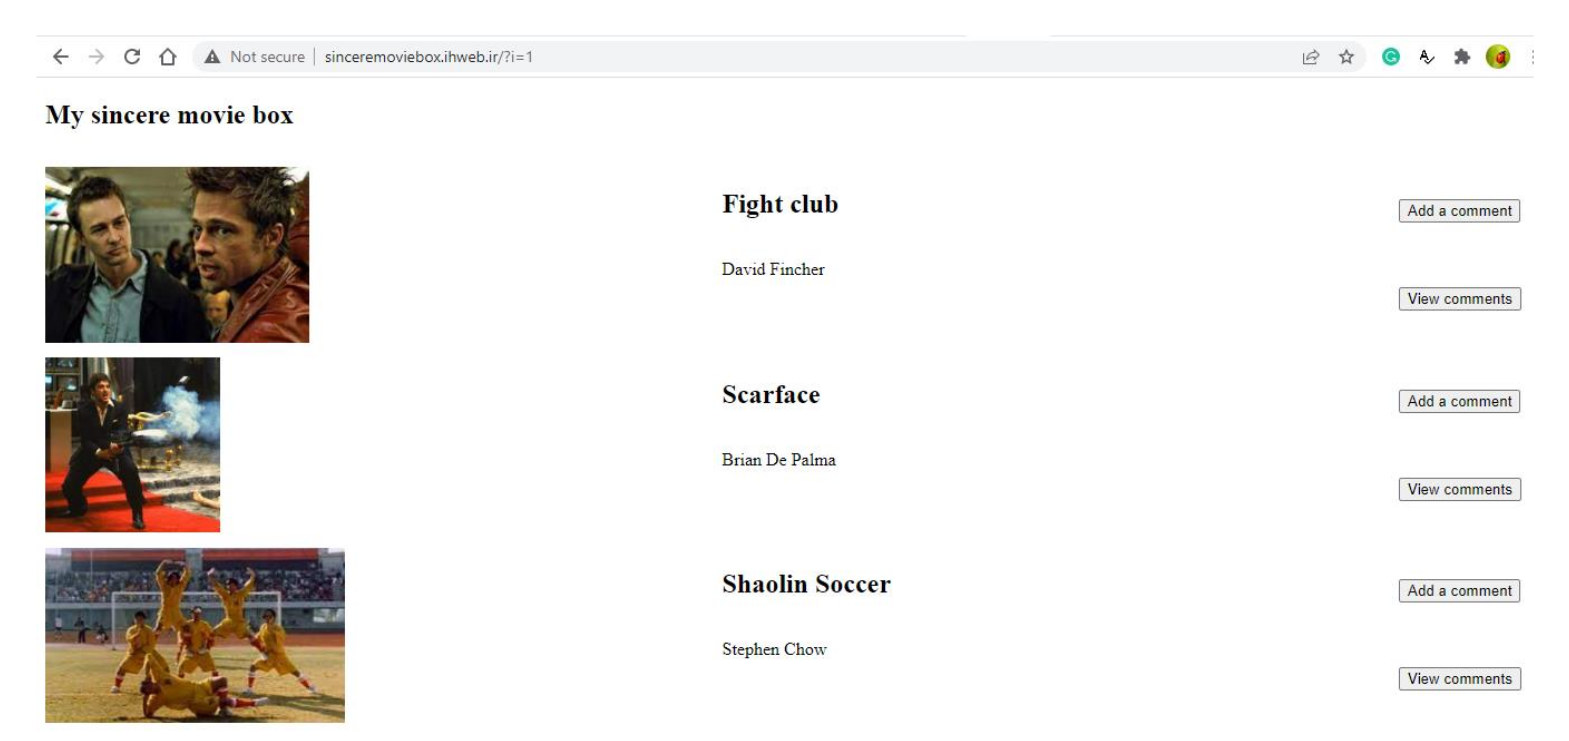 Not secure | sinceremoviebox.ihweb.ir/?i=1
My sincere movie box
Fight club
Add a comment
David Fincher
View comments
Scarface
Add a comment
Brian De Palma
View comments
Shaolin Soccer
Add a comment
Stephen Chow
View comments